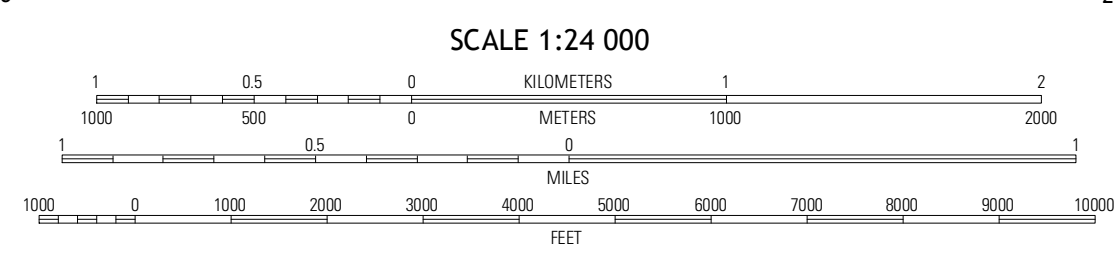 SCALE 1:24 000
1 0.5 0 KILOMETERS 1 2
1000 500 0 METERS 1000 2000
1 0.5 0 1
MILES
1000 0 1000 2000 3000 4000 5000 6000 7000 8000 9000 10000
FEET